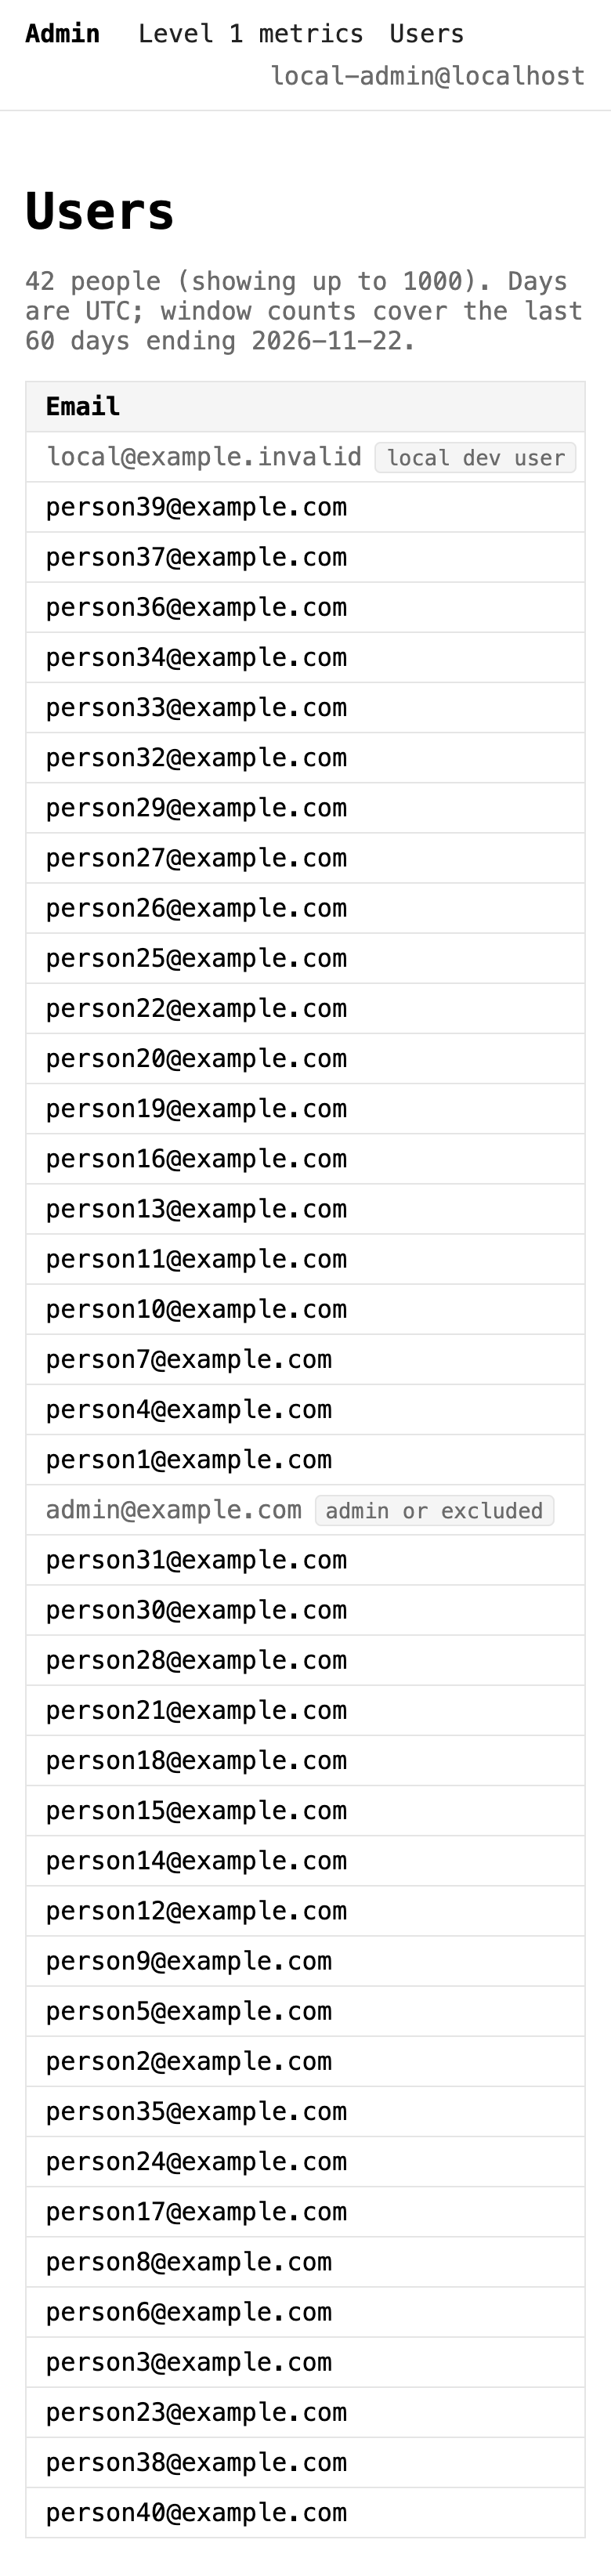 Admin Level 1 metrics Users
local-admin@localhost
Users
42 people (showing up to 1000). Days
are UTC; window counts cover the last
60 days ending 2026-11-22.
Email
local@example.invalid local dev user
person39@example.com
person37@example.com
person36@example.com
person34@example.com
person33@example.com
person32@example.com
person29@example.com
person27@example.com
person26@example.com
person25@example.com
person22@example.com
person20@example.com
person19@example.com
person16@example.com
person13@example.com
person11@example.com
person10@example.com
person7@example.com
person4@example.com
person1@example.com
admin@example.com admin or excluded
person31@example.com
person30@example.com
person28@example.com
person21@example.com
person18@example.com
person15@example.com
person14@example.com
person12@example.com
person9@example.com
person5@example.com
person2@example.com
person35@example.com
person24@example.com
person17@example.com
person8@example.com
person6@example.com
person3@example.com
person23@example.com
person38@example.com
person40@example.com